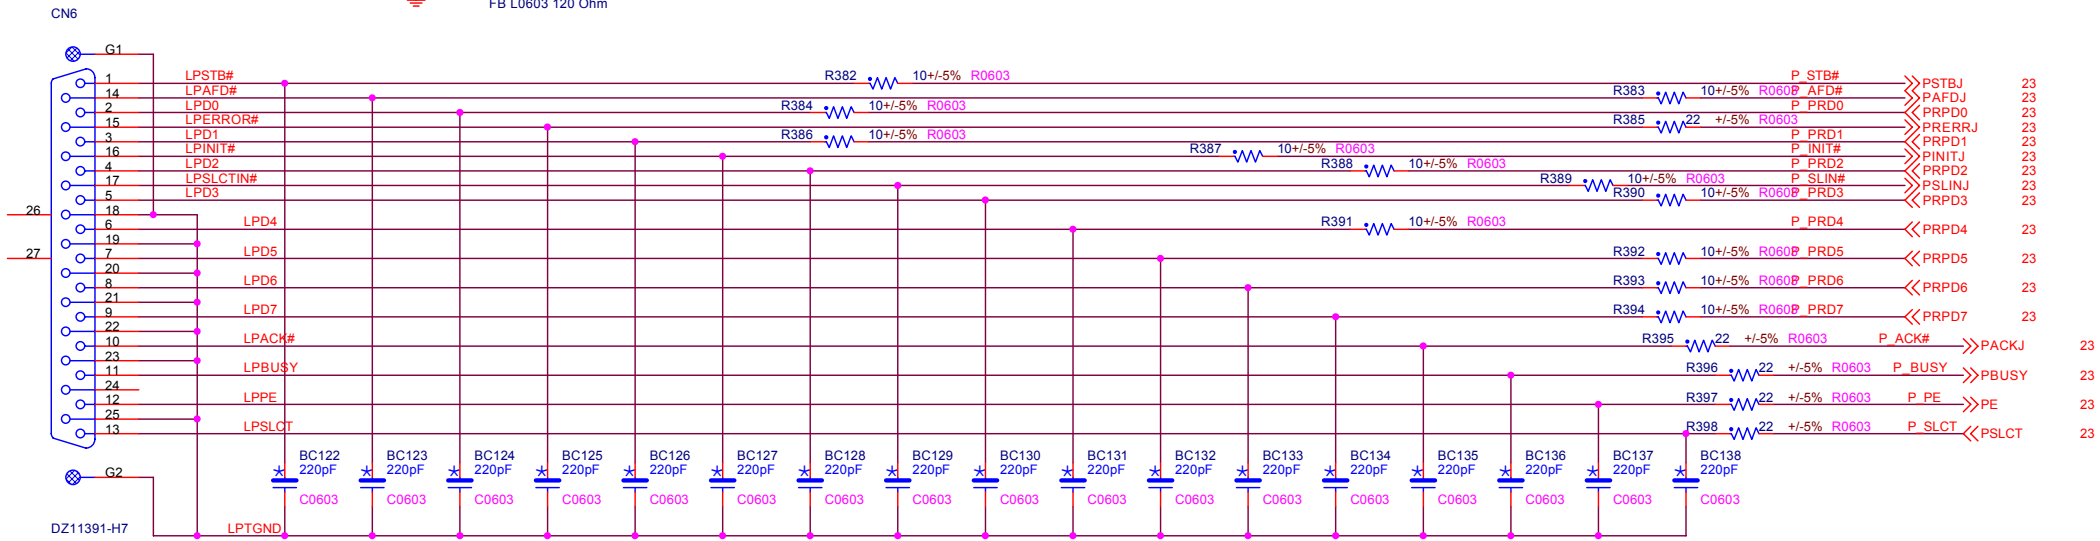 FB L0603 120 Ohm
CN6
G1
1 LPSTB# R382 10+/-5% R0603 P_STB# PSTBJ 23
14 LPAFD# R383 10+/-5% R0603 P_AFD# PAFDJ 23
2 LPD0 R384 10+/-5% R0603 P_PRD0 PRPD0 23
15 LPERROR# R385 22 +/-5% R0603 PRERRJ 23
3 LPD1 R386 10+/-5% R0603 P_PRD1 PRPD1 23
16 LPINIT# R387 10+/-5% R0603 P_INIT# PINITJ 23
4 LPD2 R388 10+/-5% R0603 P_PRD2 PRPD2 23
17 LPSLCTIN# R389 10+/-5% R0603 P_SLIN# PSLINJ 23
5 LPD3 R390 10+/-5% R0603 P_PRD3 PRPD3 23
26 18
6 LPD4 R391 10+/-5% R0603 P_PRD4 PRPD4 23
19
27 7 LPD5 R392 10+/-5% R0603 P_PRD5 PRPD5 23
20
8 LPD6 R393 10+/-5% R0603 P_PRD6 PRPD6 23
21
9 LPD7 R394 10+/-5% R0603 P_PRD7 PRPD7 23
22
10 LPACK# R395 22 +/-5% R0603 P_ACK# PACKJ 23
23
11 LPBUSY R396 22 +/-5% R0603 P_BUSY PBUSY 23
24
12 LPPE R397 22 +/-5% R0603 P_PE PE 23
25
13 LPSLCT R398 22 +/-5% R0603 P_SLCT PSLCT 23
BC122 BC123 BC124 BC125 BC126 BC127 BC128 BC129 BC130 BC131 BC132 BC133 BC134 BC135 BC136 BC137 BC138
220pF 220pF 220pF 220pF 220pF 220pF 220pF 220pF 220pF 220pF 220pF 220pF 220pF 220pF 220pF 220pF 220pF
G2
C0603 C0603 C0603 C0603 C0603 C0603 C0603 C0603 C0603 C0603 C0603 C0603 C0603 C0603 C0603 C0603 C0603
DZ11391-H7 LPTGND